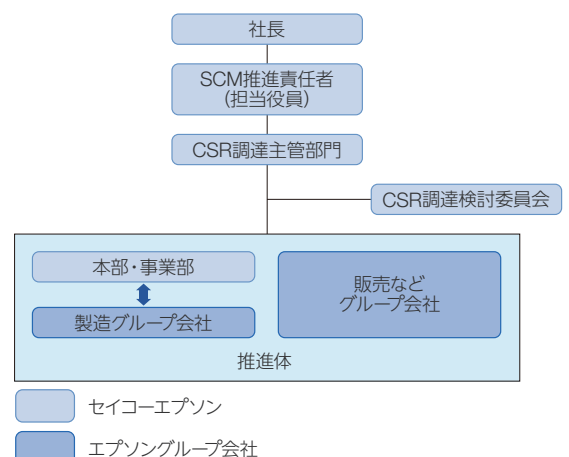 社長
SCM推進責任者
(担当役員)
CSR調達主管部門
CSR調達検討委員会
本部・事業部
製造グループ会社
販売など
グループ会社
推進体
セイコーエプソン
エプソングループ会社